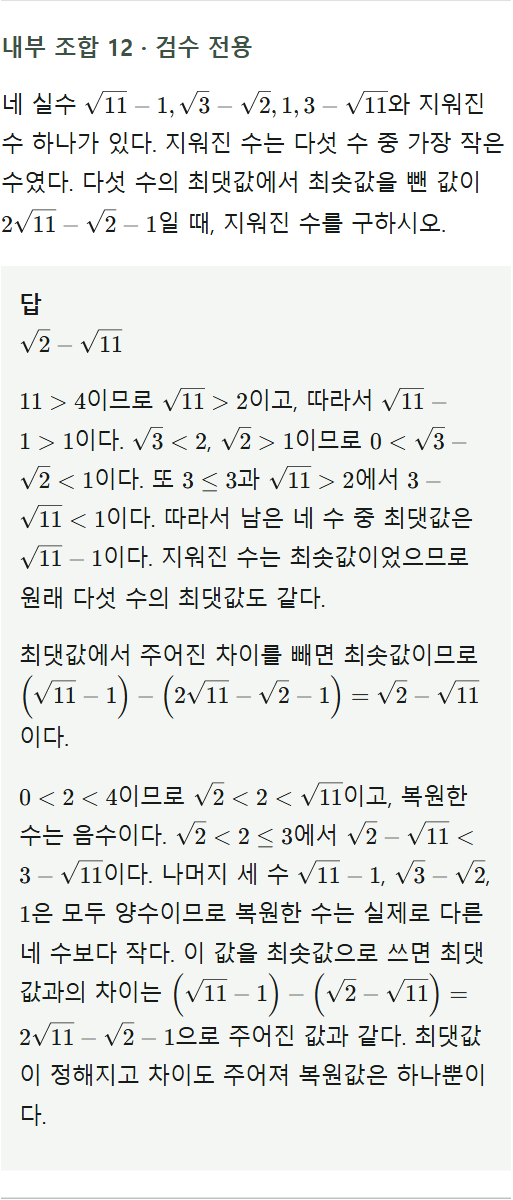 내부 조합 12 · 검수 전용
네 실수 √11 − 1, √3 − √2, 1, 3 − √11와 지워진
수 하나가 있다. 지워진 수는 다섯 수 중 가장 작은
수였다. 다섯 수의 최댓값에서 최솟값을 뺀 값이
2√11 − √2 − 1일 때, 지워진 수를 구하시오.
답
√2 − √11
11 > 4이므로 √11 > 2이고, 따라서 √11 −
1 > 1이다. √3 < 2, √2 > 1이므로 0 < √3 −
√2 < 1이다. 또 3 ≤ 3과 √11 > 2에서 3 −
√11 < 1이다. 따라서 남은 네 수 중 최댓값은
√11 − 1이다. 지워진 수는 최솟값이었으므로
원래 다섯 수의 최댓값도 같다.
최댓값에서 주어진 차이를 빼면 최솟값이므로
(√11 − 1) − (2√11 − √2 − 1) = √2 − √11
이다.
0 < 2 < 4이므로 √2 < 2 < √11이고, 복원한
수는 음수이다. √2 < 2 ≤ 3에서 √2 − √11 <
3 − √11이다. 나머지 세 수 √11 − 1, √3 − √2,
1은 모두 양수이므로 복원한 수는 실제로 다른
네 수보다 작다. 이 값을 최솟값으로 쓰면 최댓
값과의 차이는 (√11 − 1) − (√2 − √11) =
2√11 − √2 − 1으로 주어진 값과 같다. 최댓값
이 정해지고 차이도 주어져 복원값은 하나뿐이
다.